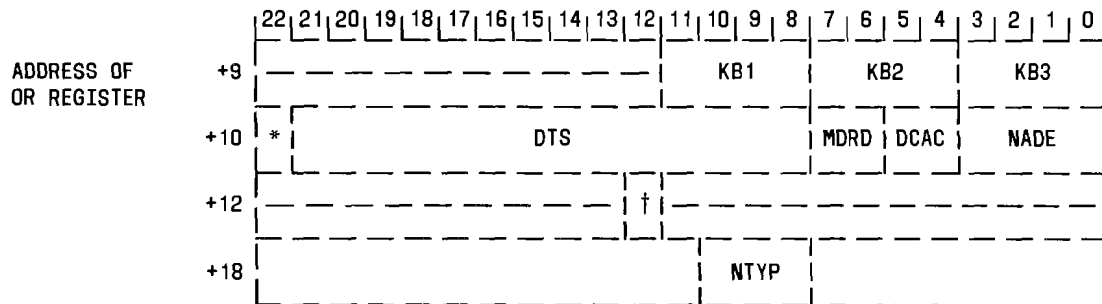 22 21 20 19 18 17 16 15 14 13 12 11 10 9 8 7 6 5 4 3 2 1 0
ADDRESS OF
OR REGISTER
+9 KB1 KB2 KB3
+10 * DTS MDRD DCAC NADE
+12 †
+18 NTYP